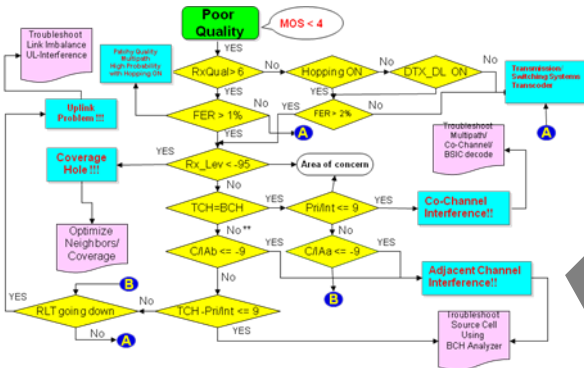 Poor
Quality
MOS < 4
Troubleshoot
Link Imbalance
UL-Interference
Patchy Quality
Multipath
High Probability
with Hopping ON
YES
RxQual> 6
No
Hopping ON
No
DTX_DL ON
No
Transmission/
Switching Systems
Transcoder
YES
YES
YES
Uplink
Problem !!!
FER > 1%
No
A
FER > 2%
No
YES
A
YES
Coverage
Hole !!!
YES
Rx_Lev < -95
Area of concern
Troubleshoot
Multipath/
Co-Channel/
BSIC decode
No
TCH=BCH
YES
Pri/Int <= 9
YES
Co-Channel
Interference!!
Optimize
Neighbors/
Coverage
No**
No
C/IAb <= -9
YES
C/IAa <= -9
YES
Adjacent Channel
Interference!!
B
No
B
YES
RLT going down
No
TCH -Pri/Int <= 9
YES
No
A
Troubleshoot
Source Cell
Using
BCH Analyzer